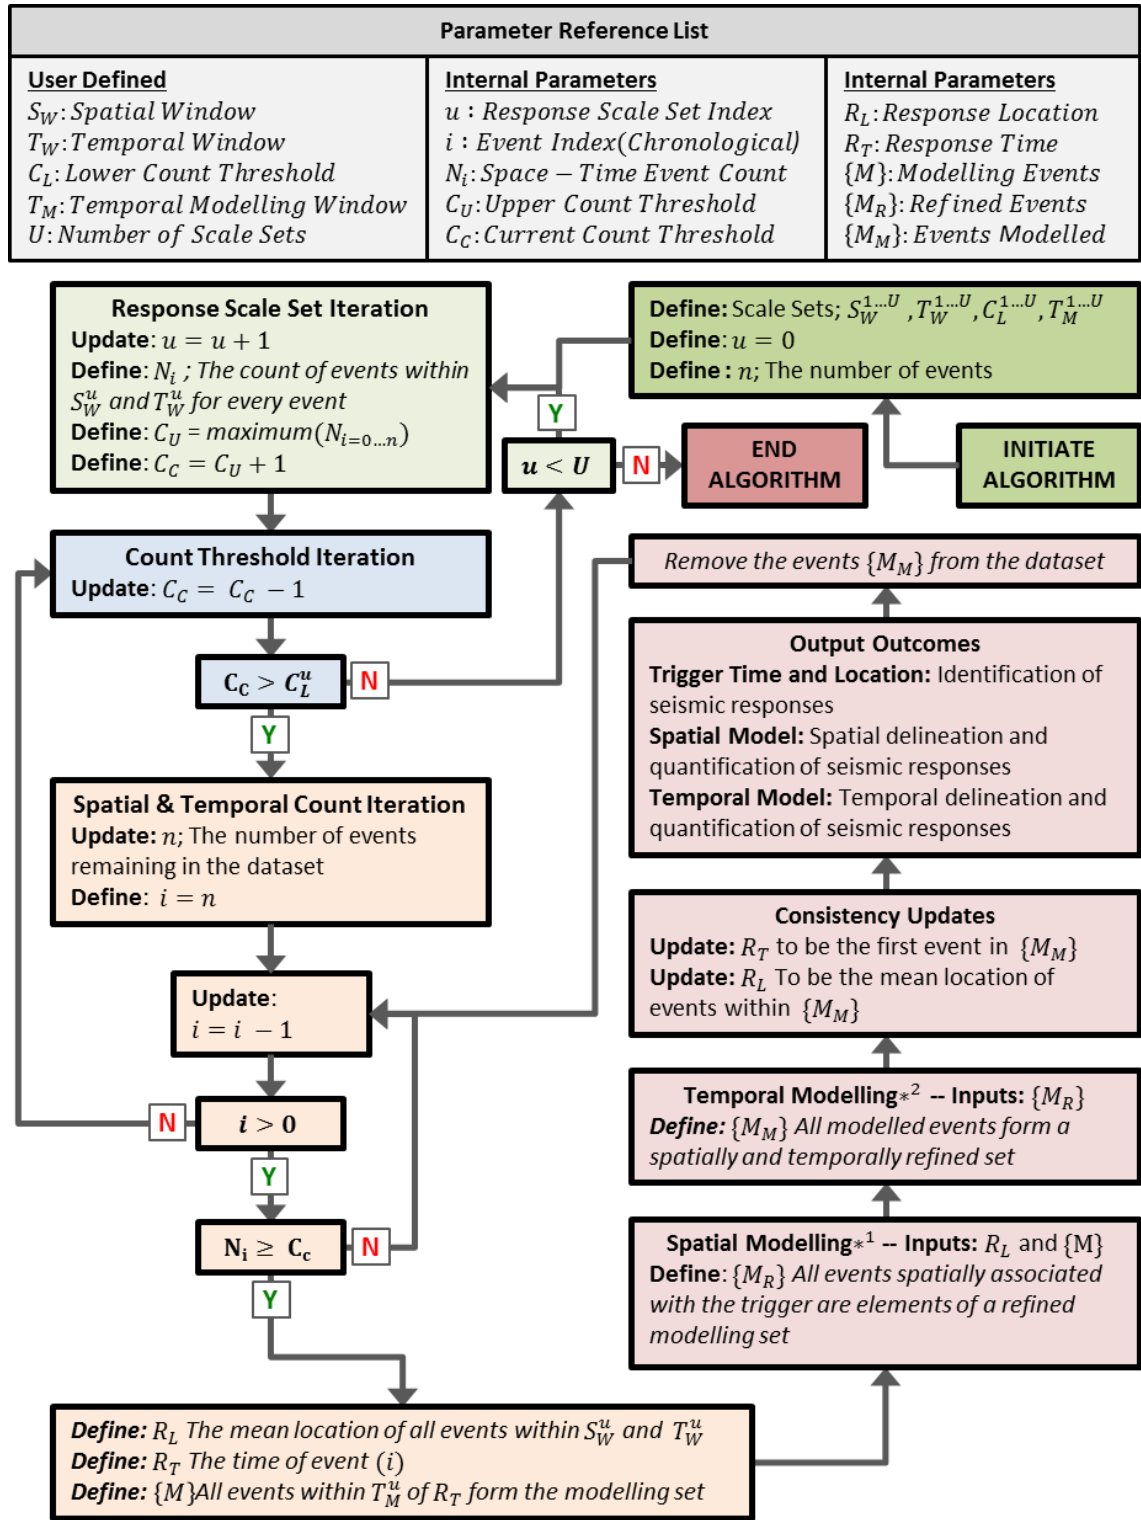 Parameter Reference List
User Defined
S_W: Spatial Window
T_W: Temporal Window
C_L: Lower Count Threshold
T_M: Temporal Modelling Window
U: Number of Scale Sets
Internal Parameters
u : Response Scale Set Index
i : Event Index(Chronological)
N_i: Space − Time Event Count
C_U: Upper Count Threshold
C_C: Current Count Threshold
Internal Parameters
R_L: Response Location
R_T: Response Time
{M}: Modelling Events
{M_R}: Refined Events
{M_M}: Events Modelled
Response Scale Set Iteration
Update: u = u + 1
Define: N_i ; The count of events within
S_W^u and T_W^u for every event
Define: C_U = maximum(N_{i=0…n})
Define: C_C = C_U + 1
Define: Scale Sets; S_W^{1…U} , T_W^{1…U}, C_L^{1…U}, T_M^{1…U}
Define: u = 0
Define : n; The number of events
Y
u < U
N
END
ALGORITHM
INITIATE
ALGORITHM
Count Threshold Iteration
Update: C_C = C_C − 1
C_C > C_L^u
N
Y
Spatial & Temporal Count Iteration
Update: n; The number of events
remaining in the dataset
Define: i = n
Update:
i = i − 1
N
i > 0
Y
N_i ≥ C_c
N
Y
Define: R_L The mean location of all events within S_W^u and T_W^u
Define: R_T The time of event (i)
Define: {M}All events within T_M^u of R_T form the modelling set
Spatial Modelling*^1 -- Inputs: R_L and {M}
Define: {M_R} All events spatially associated
with the trigger are elements of a refined
modelling set
Temporal Modelling*^2 -- Inputs: {M_R}
Define: {M_M} All modelled events form a
spatially and temporally refined set
Consistency Updates
Update: R_T to be the first event in {M_M}
Update: R_L To be the mean location of
events within {M_M}
Output Outcomes
Trigger Time and Location: Identification of
seismic responses
Spatial Model: Spatial delineation and
quantification of seismic responses
Temporal Model: Temporal delineation and
quantification of seismic responses
Remove the events {M_M} from the dataset